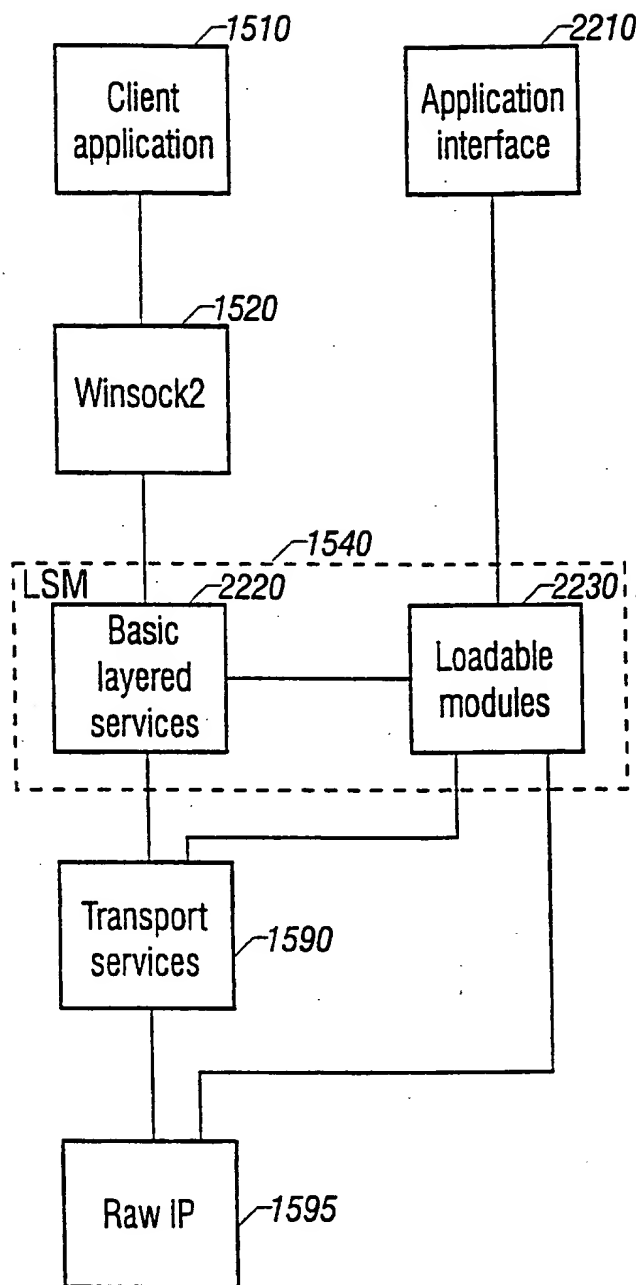 1510
Client
application
2210
Application
interface
1520
Winsock2
1540
LSM
2220
Basic
layered
services
2230
Loadable
modules
Transport
services
1590
Raw IP
1595